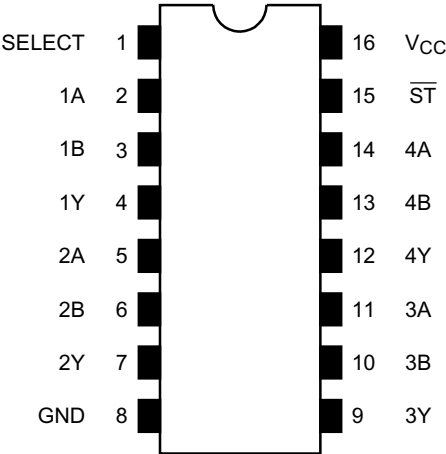 SELECT 1 16 VCC
1A 2 15 S̅T̅
1B 3 14 4A
1Y 4 13 4B
2A 5 12 4Y
2B 6 11 3A
2Y 7 10 3B
GND 8 9 3Y